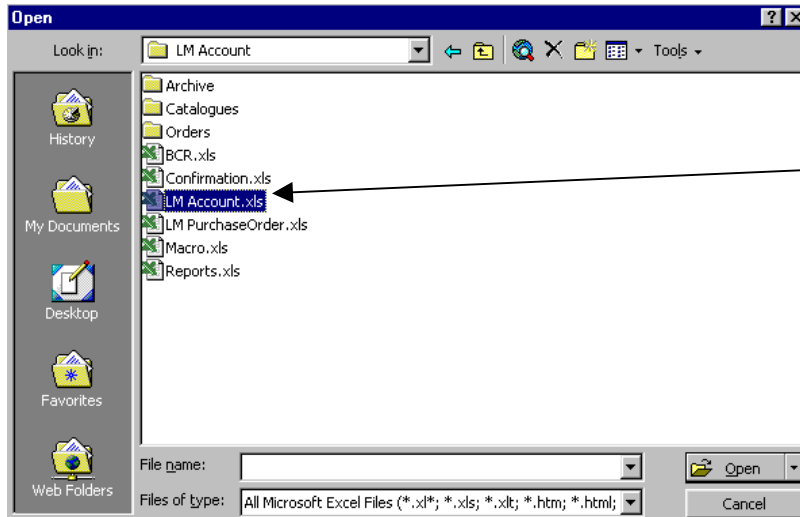 Open
Look in: LM Account Tools
Archive
Catalogues
Orders
BCR.xls
Confirmation.xls
LM Account.xls
LM PurchaseOrder.xls
Macro.xls
Reports.xls
History
My Documents
Desktop
Favorites
Web Folders
File name: Open
Files of type: All Microsoft Excel Files (*.xl*; *.xls; *.xlt; *.htm; *.html; Cancel